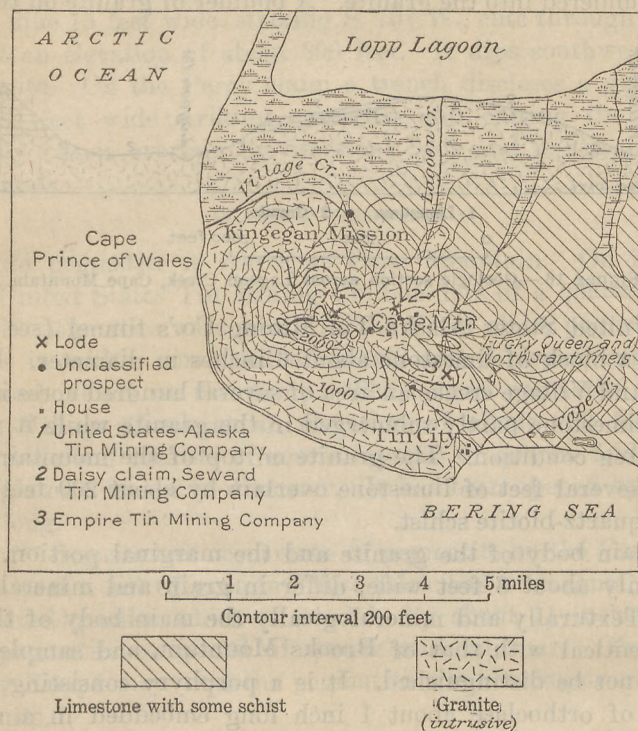 ARCTIC
OCEAN
Lopp Lagoon
Village Cr.
Lagoon Cr.
Kingegan Mission
Cape
Prince of Wales
2
Cape Mtn
2000
1000
Lucky Queen and
North Star tunnels
3
Cape Cr.
Tin City
BERING SEA
× Lode
• Unclassified
prospect
▪ House
1 United States-Alaska
Tin Mining Company
2 Daisy claim, Seward
Tin Mining Company
3 Empire Tin Mining Company
0 1 2 3 4 5 miles
Contour interval 200 feet
Limestone with some schist
Granite
(intrusive)